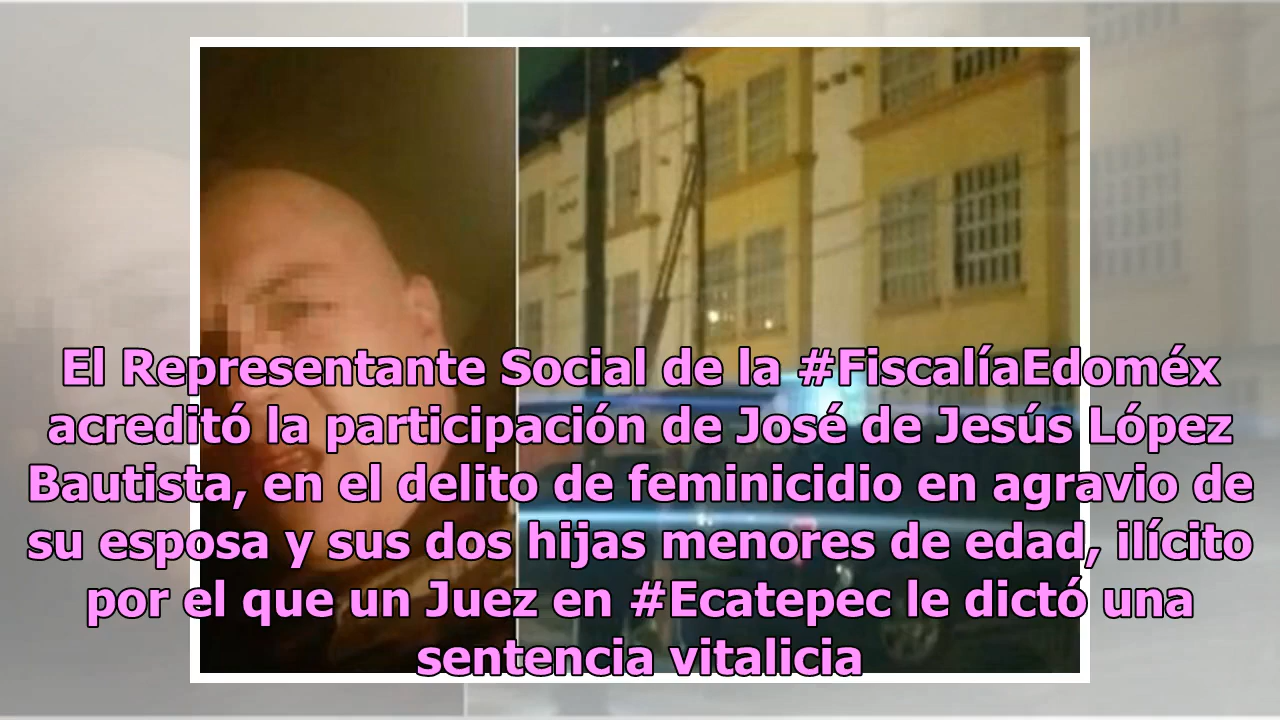 El Representante Social de la #FiscalíaEdoméx
acreditó la participación de José de Jesús López
Bautista, en el delito de feminicidio en agravio de
su esposa y sus dos hijas menores de edad, ilícito
por el que un Juez en #Ecatepec le dictó una
sentencia vitalicia